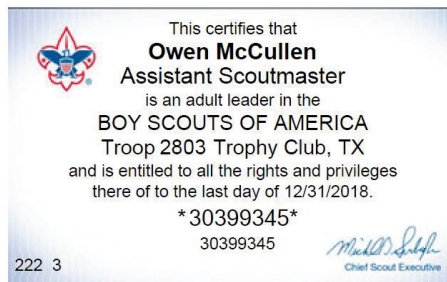 This certifies that
Owen McCullen
Assistant Scoutmaster
is an adult leader in the
BOY SCOUTS OF AMERICA
Troop 2803 Trophy Club, TX
and is entitled to all the rights and privileges
there of to the last day of 12/31/2018.
*30399345*
30399345
222 3
Chief Scout Executive